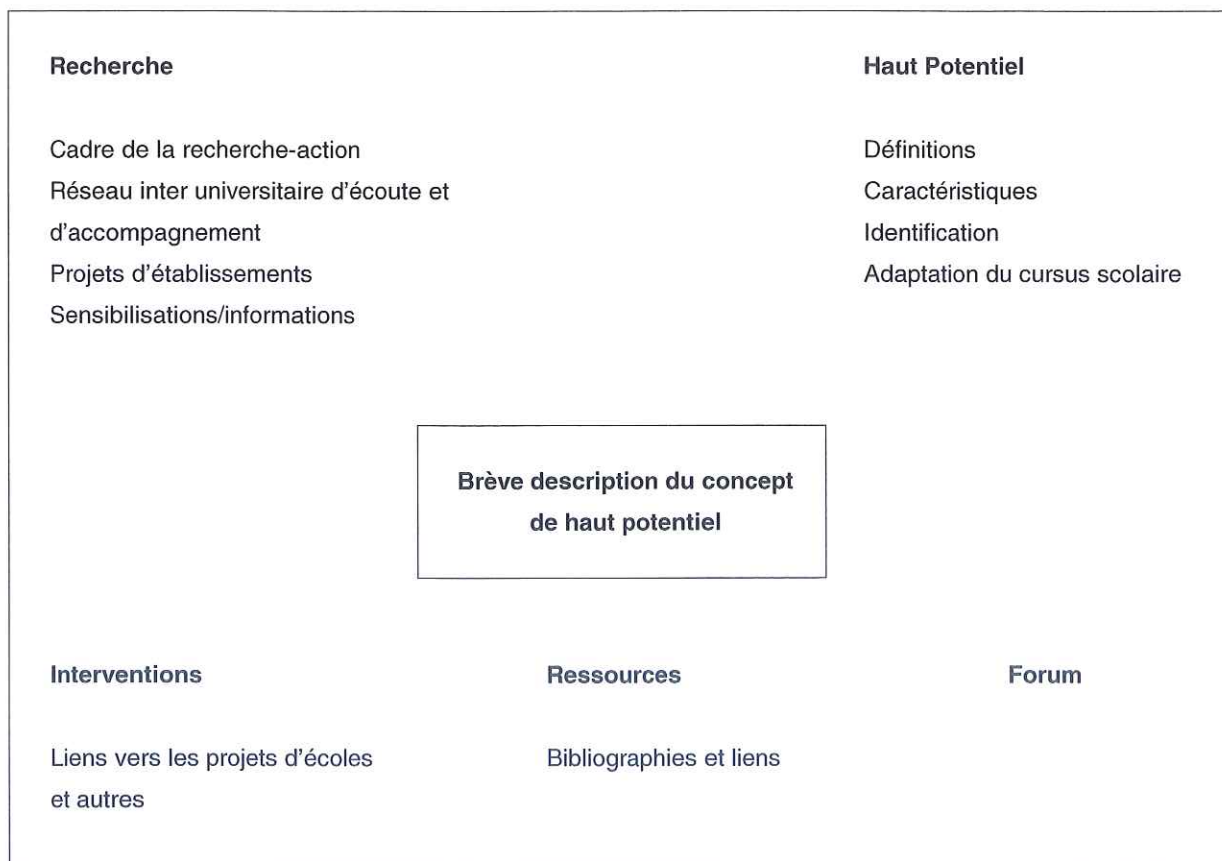 Recherche
Cadre de la recherche-action
Réseau inter universitaire d'écoute et
d'accompagnement
Projets d'établissements
Sensibilisations/informations
Haut Potentiel
Définitions
Caractéristiques
Identification
Adaptation du cursus scolaire
Brève description du concept
de haut potentiel
Interventions
Liens vers les projets d'écoles
et autres
Ressources
Bibliographies et liens
Forum